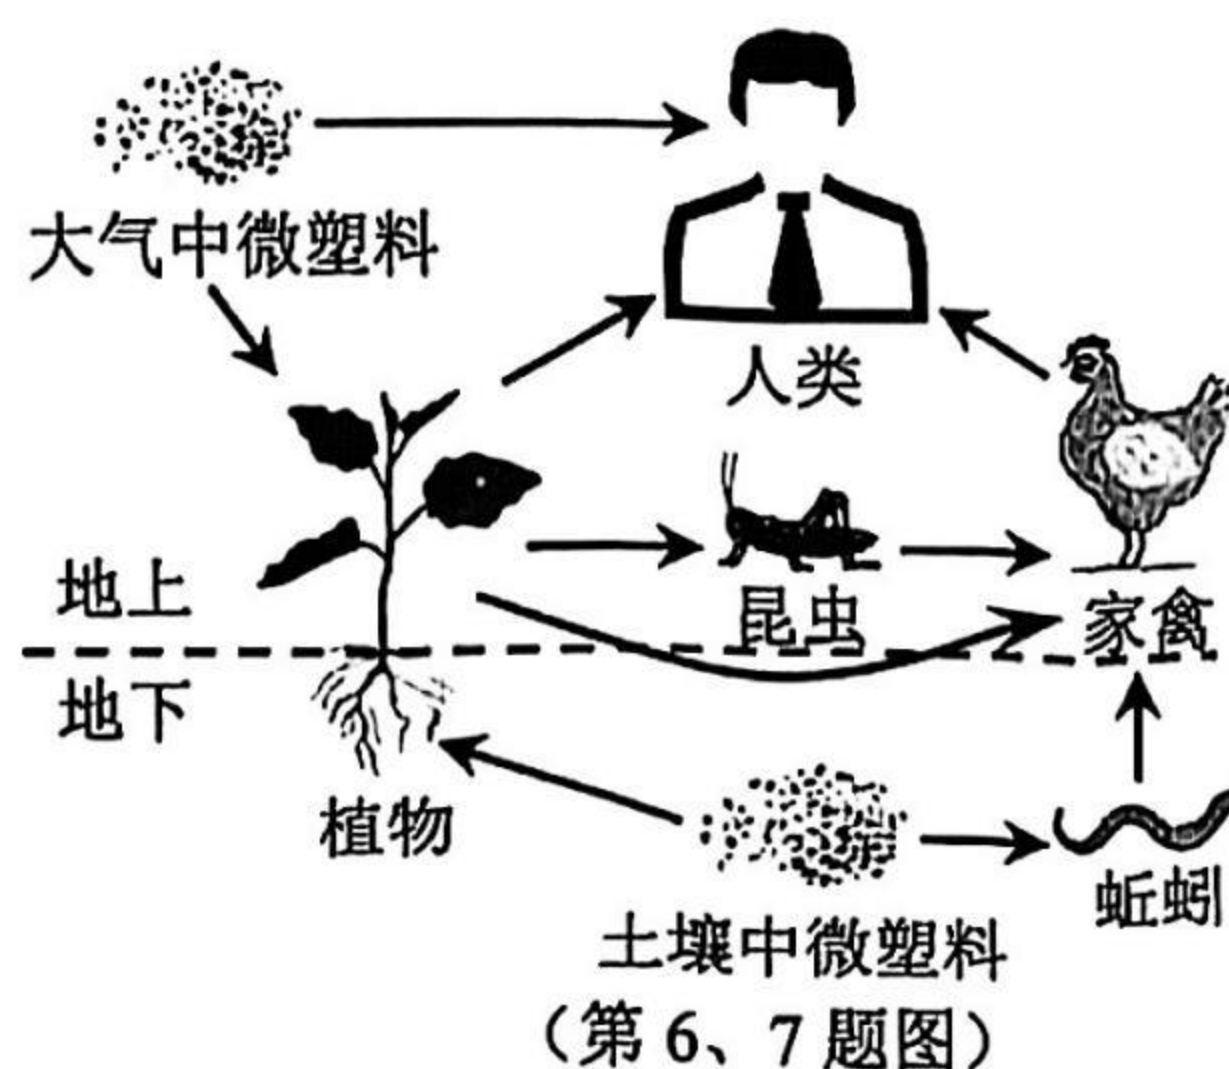 大气中微塑料
人类
地上
昆虫
家禽
地下
植物
蚯蚓
土壤中微塑料
（第6、7题图）